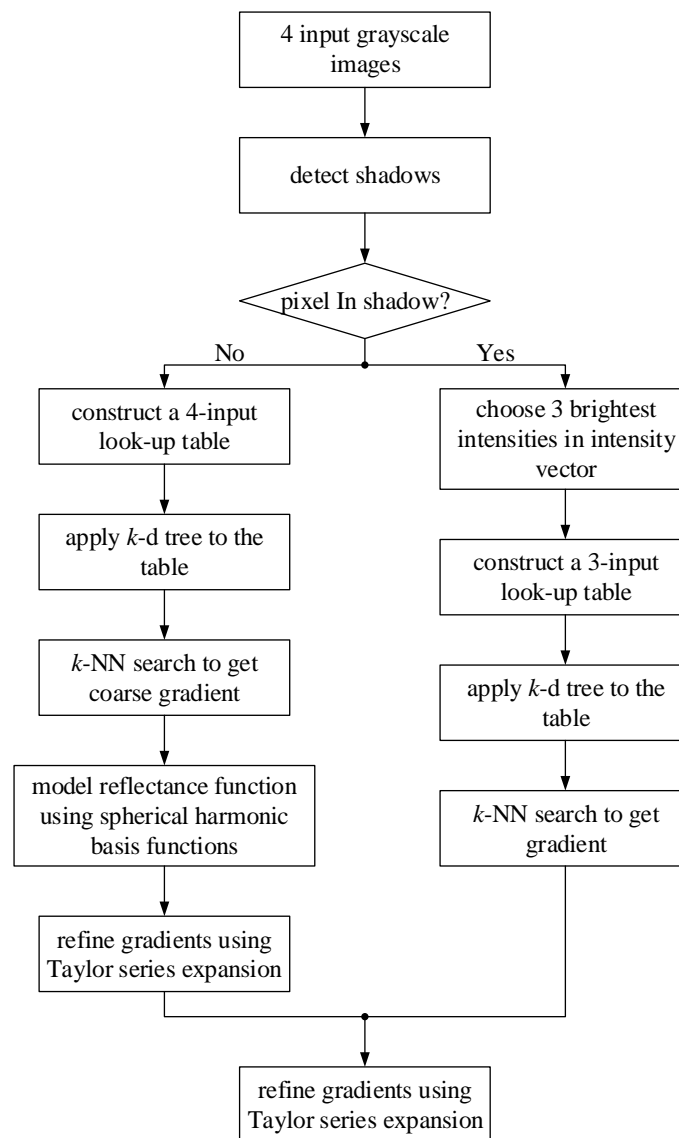 4 input grayscale
images
detect shadows
pixel In shadow?
No
Yes
construct a 4-input
look-up table
apply k-d tree to the
table
k-NN search to get
coarse gradient
model reflectance function
using spherical harmonic
basis functions
refine gradients using
Taylor series expansion
choose 3 brightest
intensities in intensity
vector
construct a 3-input
look-up table
apply k-d tree to the
table
k-NN search to get
gradient
refine gradients using
Taylor series expansion